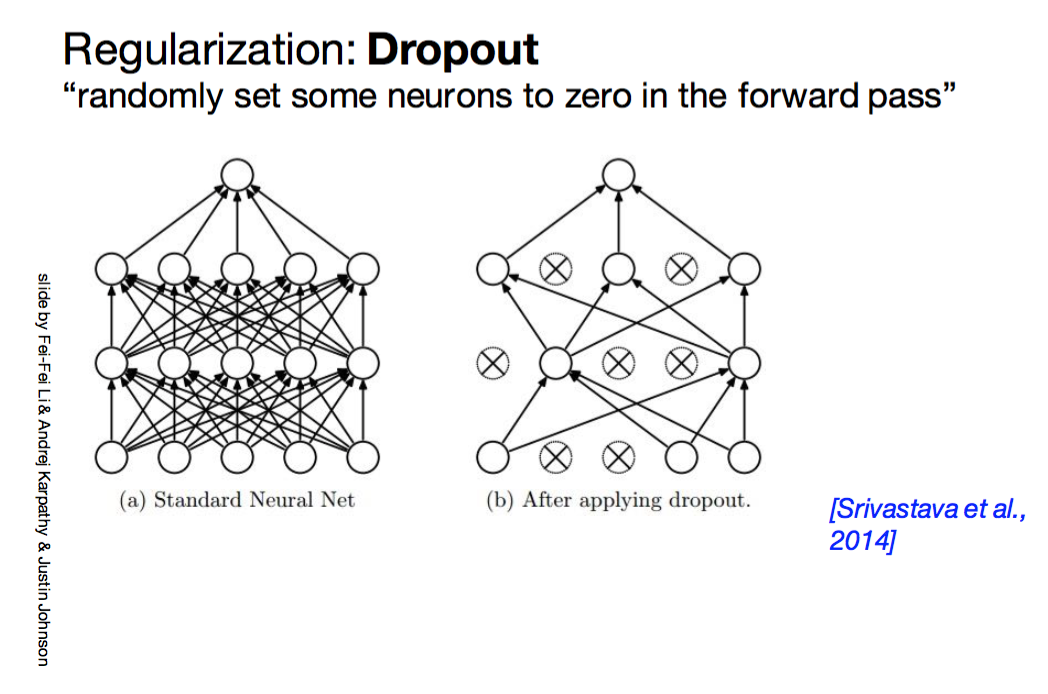 Regularization: Dropout
“randomly set some neurons to zero in the forward pass”
(a) Standard Neural Net
(b) After applying dropout.
[Srivastava et al.,
2014]
slide by Fei-Fei Li & Andrej Karpathy & Justin Johnson